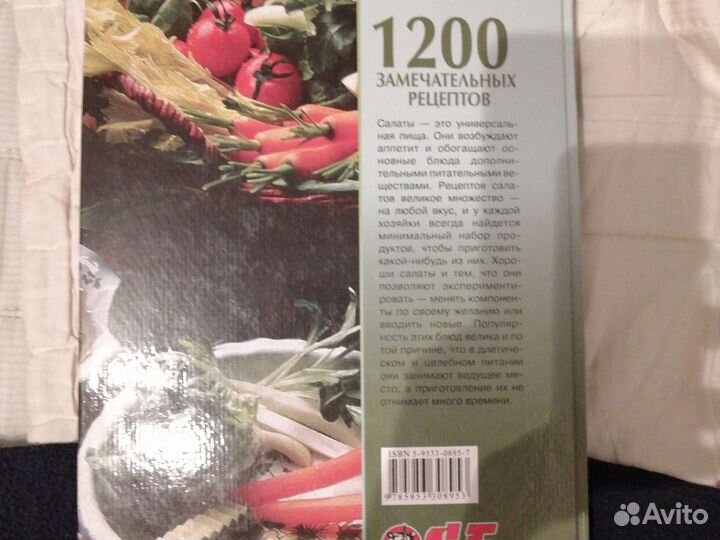 1200
ЗАМЕЧАТЕЛЬНЫХ
РЕЦЕПТОВ
Салаты — это универсаль-
ная пища. Они возбуждают
аппетит и обогащают ос-
новные блюда дополни-
тельными питательными ве-
ществами. Рецептов сала-
тов великое множество —
на любой вкус, и у каждой
хозяйки всегда найдется
минимальный набор про-
дуктов, чтобы приготовить
какой-нибудь из них. Хоро-
ши салаты и тем, что они
позволяют эксперименти-
ровать — менять компонен-
ты по своему желанию или
вводить новые. Популяр-
ность этих блюд велика и по
той причине, что в диетичес-
ком и целебном питании
они занимают ведущее ме-
сто, а приготовление их не
отнимает много времени.
ISBN 5-9533-0895-7
9785953308953
Avito